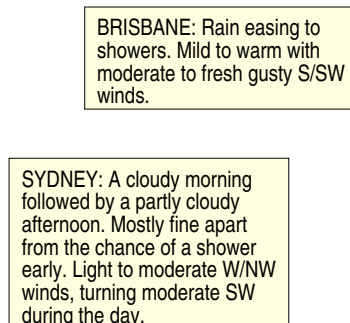 BRISBANE: Rain easing to
showers. Mild to warm with
moderate to fresh gusty S/SW
winds.
SYDNEY: A cloudy morning
followed by a partly cloudy
afternoon. Mostly fine apart
from the chance of a shower
early. Light to moderate W/NW
winds, turning moderate SW
during the day.